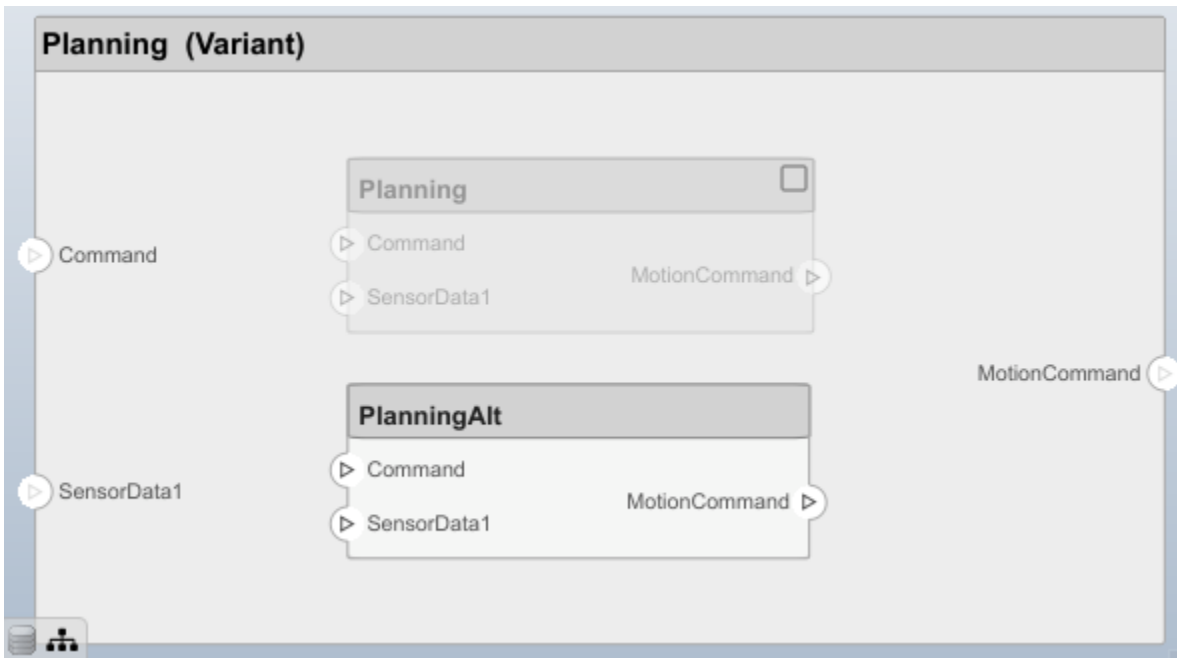 Planning (Variant)
Planning
Command
Command
MotionCommand
SensorData1
MotionCommand
PlanningAlt
Command
SensorData1
MotionCommand
SensorData1